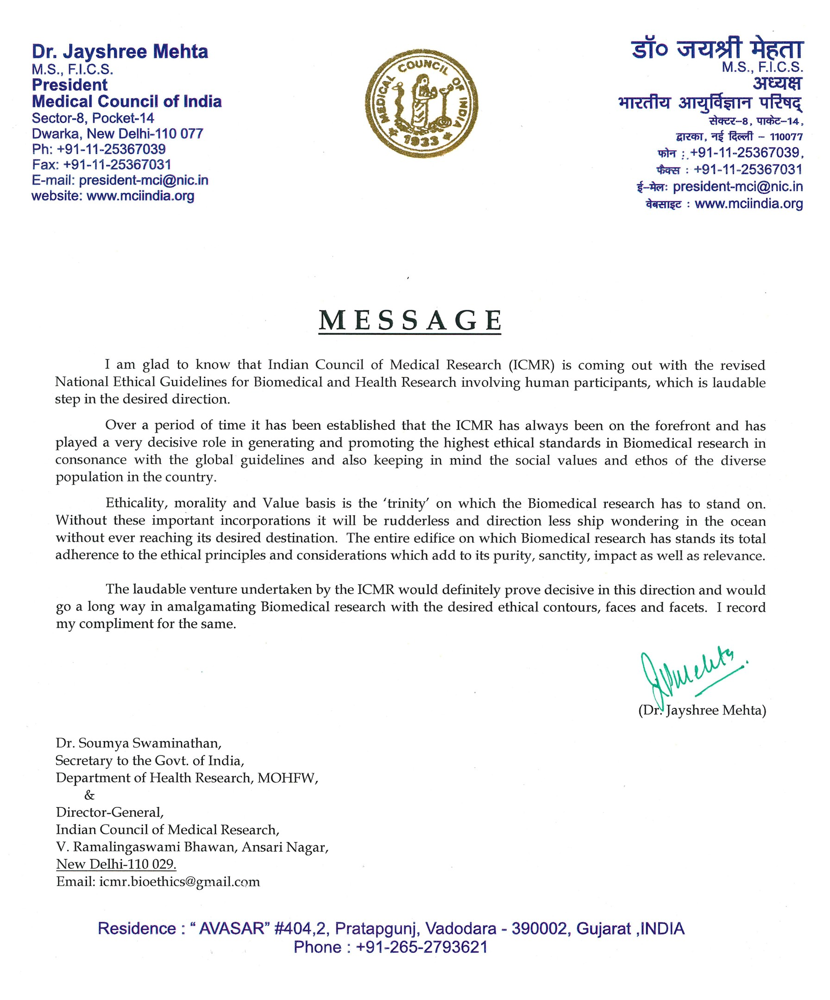 Dr. Jayshree Mehta
M.S., F.I.C.S.
President
Medical Council of India
Sector-8, Pocket-14
Dwarka, New Delhi-110 077
Ph: +91-11-25367039
Fax: +91-11-25367031
E-mail: president-mci@nic.in
website: www.mciindia.org
MEDICAL COUNCIL OF INDIA
1933
डॉ० जयश्री मेहता
M.S., F.I.C.S.
अध्यक्ष
भारतीय आयुर्विज्ञान परिषद्
सेक्टर–8, पाकेट–14,
द्वारका, नई दिल्ली – 110077
फोन : +91-11-25367039,
फैक्स : +91-11-25367031
ई–मेलः president-mci@nic.in
वेबसाइट : www.mciindia.org
MESSAGE
I am glad to know that Indian Council of Medical Research (ICMR) is coming out with the revised
National Ethical Guidelines for Biomedical and Health Research involving human participants, which is laudable
step in the desired direction.
Over a period of time it has been established that the ICMR has always been on the forefront and has
played a very decisive role in generating and promoting the highest ethical standards in Biomedical research in
consonance with the global guidelines and also keeping in mind the social values and ethos of the diverse
population in the country.
Ethicality, morality and Value basis is the ‘trinity’ on which the Biomedical research has to stand on.
Without these important incorporations it will be rudderless and direction less ship wondering in the ocean
without ever reaching its desired destination. The entire edifice on which Biomedical research has stands its total
adherence to the ethical principles and considerations which add to its purity, sanctity, impact as well as relevance.
The laudable venture undertaken by the ICMR would definitely prove decisive in this direction and would
go a long way in amalgamating Biomedical research with the desired ethical contours, faces and facets. I record
my compliment for the same.
(Dr. Jayshree Mehta)
Dr. Soumya Swaminathan,
Secretary to the Govt. of India,
Department of Health Research, MOHFW,
&
Director-General,
Indian Council of Medical Research,
V. Ramalingaswami Bhawan, Ansari Nagar,
New Delhi-110 029.
Email: icmr.bioethics@gmail.com
Residence : “ AVASAR” #404,2, Pratapgunj, Vadodara - 390002, Gujarat ,INDIA
Phone : +91-265-2793621